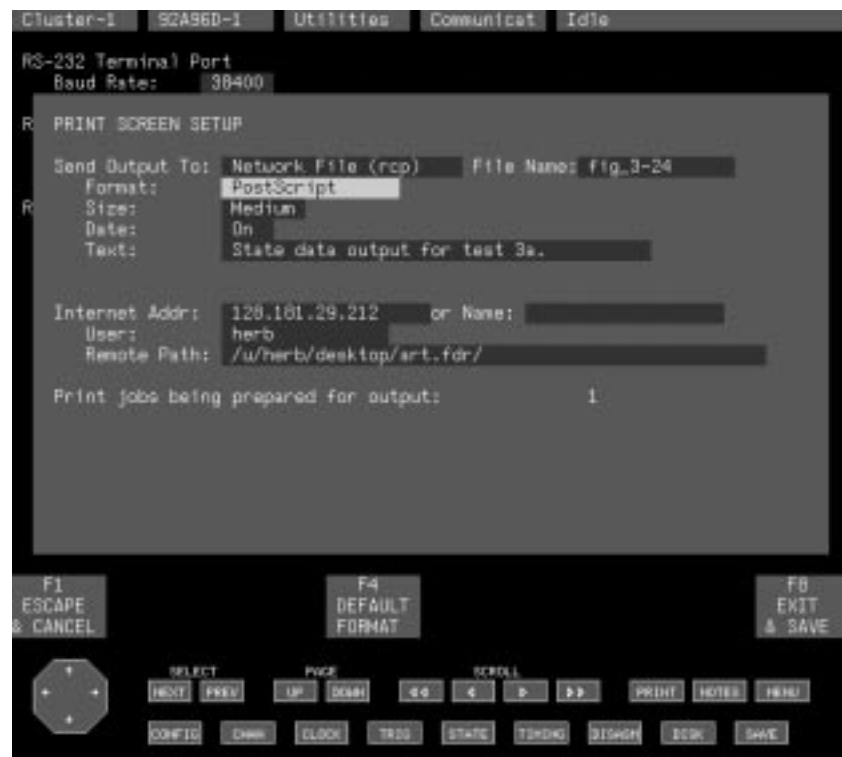 Cluster-1 92A96D-1 Utilities Communicat Idle
RS-232 Terminal Port
Baud Rate: 38400
R PRINT SCREEN SETUP
Send Output To: Network File (rcp) File Name: fig_3-24
Format: PostScript
R Size: Medium
Date: On
Text: State data output for test 3a.
Internet Addr: 128.181.29.212 or Name:
User: herb
Remote Path: /u/herb/desktop/art.fdr/
Print jobs being prepared for output: 1
F1 F4 F8
ESCAPE DEFAULT EXIT
& CANCEL FORMAT & SAVE
SELECT PAGE SCROLL
NEXT PREV UP DOWN PRINT NOTES MENU
CONFIG CHAN CLOCK TRIG STATE TIMING DISASM DISK SAVE